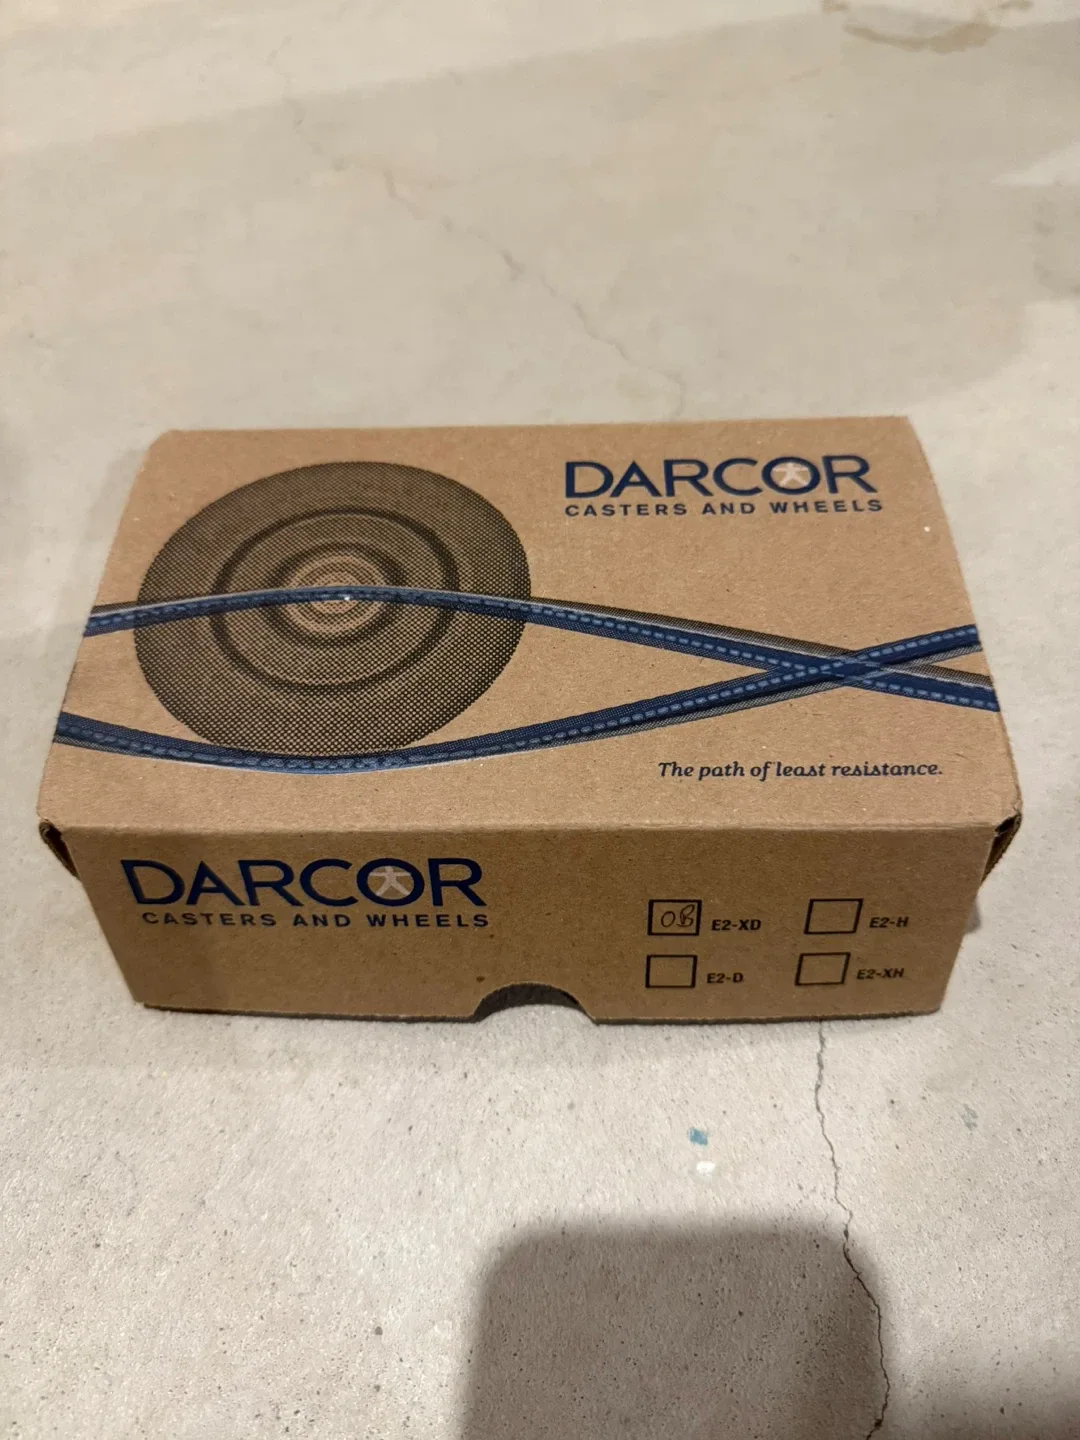 DARCOR
CASTERS AND WHEELS
The path of least resistance.
DARCOR
CASTERS AND WHEELS
OB E2-XD
E2-H
E2-D
E2-XH